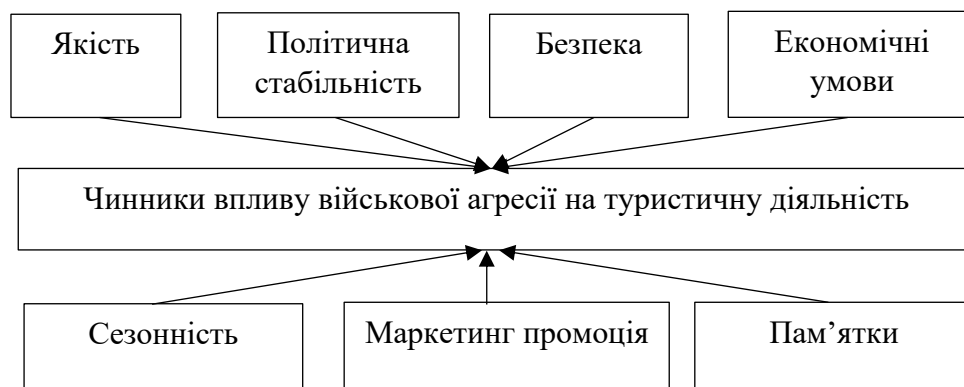 Якість
Політична
стабільність
Безпека
Економічні
умови
Чинники впливу військової агресії на туристичну діяльність
Сезонність
Маркетинг промоція
Пам’ятки